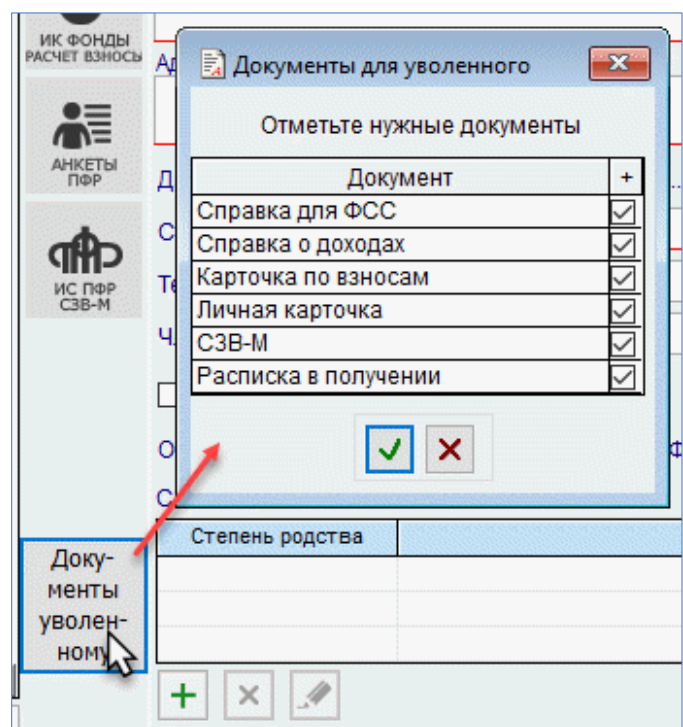 ИК ФОНДЫ
РАСЧЕТ ВЗНОСЫ
АНКЕТЫ
ПФР
ИС ПФР
СЗВ-М
Доку-
менты
уволен-
ному
Документы для уволенного
Отметьте нужные документы
Документ +
Справка для ФСС
Справка о доходах
Карточка по взносам
Личная карточка
СЗВ-М
Расписка в получении
Степень родства